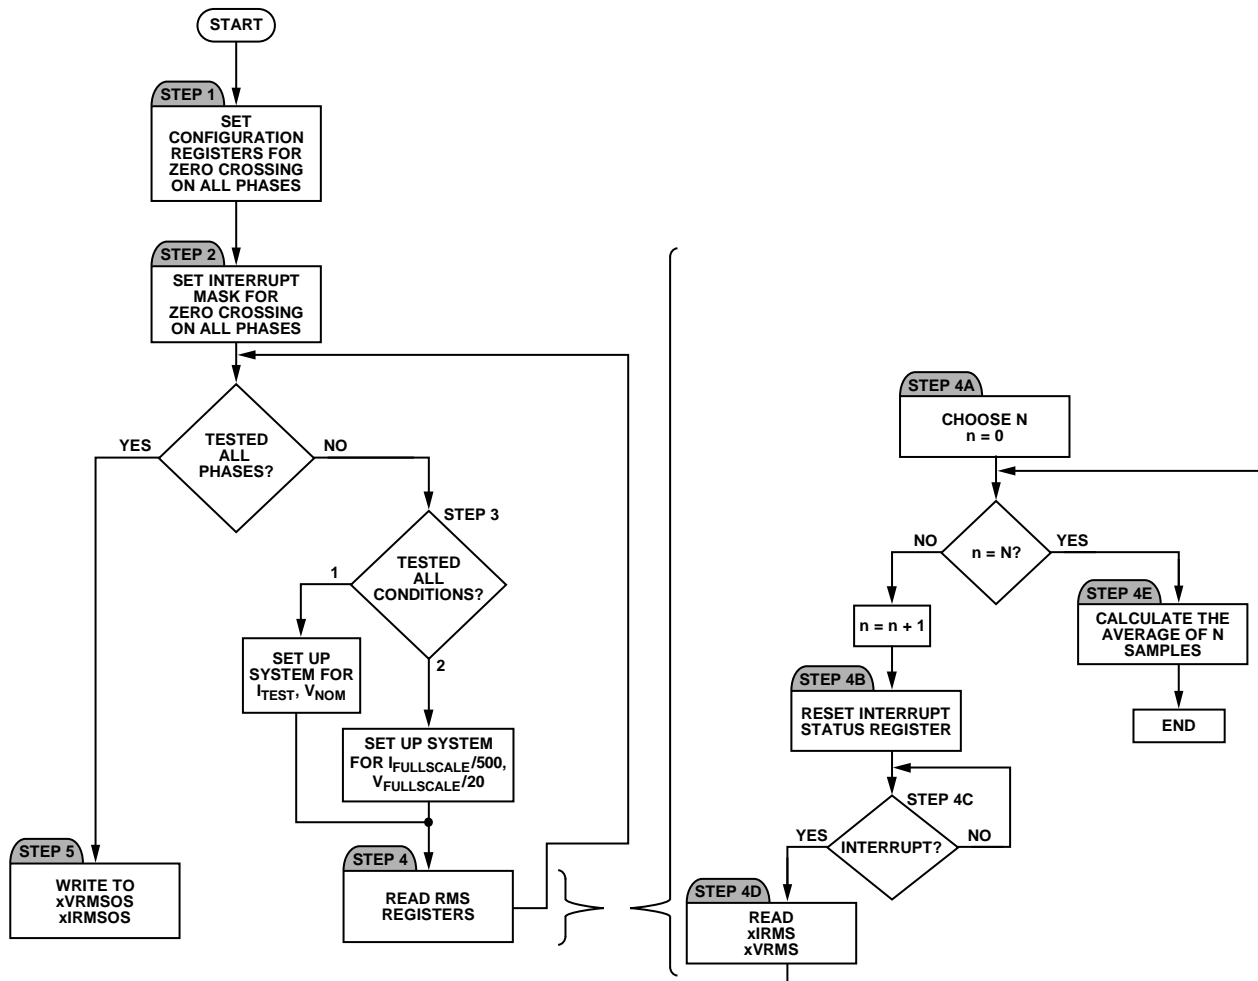 START
STEP 1
SET
CONFIGURATION
REGISTERS FOR
ZERO CROSSING
ON ALL PHASES
STEP 2
SET INTERRUPT
MASK FOR
ZERO CROSSING
ON ALL PHASES
YES
TESTED
ALL
PHASES?
NO
STEP 3
1
TESTED
ALL
CONDITIONS?
2
SET UP
SYSTEM FOR
ITEST, VNOM
SET UP SYSTEM
FOR IFULLSCALE/500,
VFULLSCALE/20
STEP 5
WRITE TO
xVRMSOS
xIRMSOS
STEP 4
READ RMS
REGISTERS
STEP 4A
CHOOSE N
n = 0
NO
n = N?
YES
n = n + 1
STEP 4E
CALCULATE THE
AVERAGE OF N
SAMPLES
END
STEP 4B
RESET INTERRUPT
STATUS REGISTER
STEP 4C
YES
INTERRUPT?
NO
STEP 4D
READ
xIRMS
xVRMS